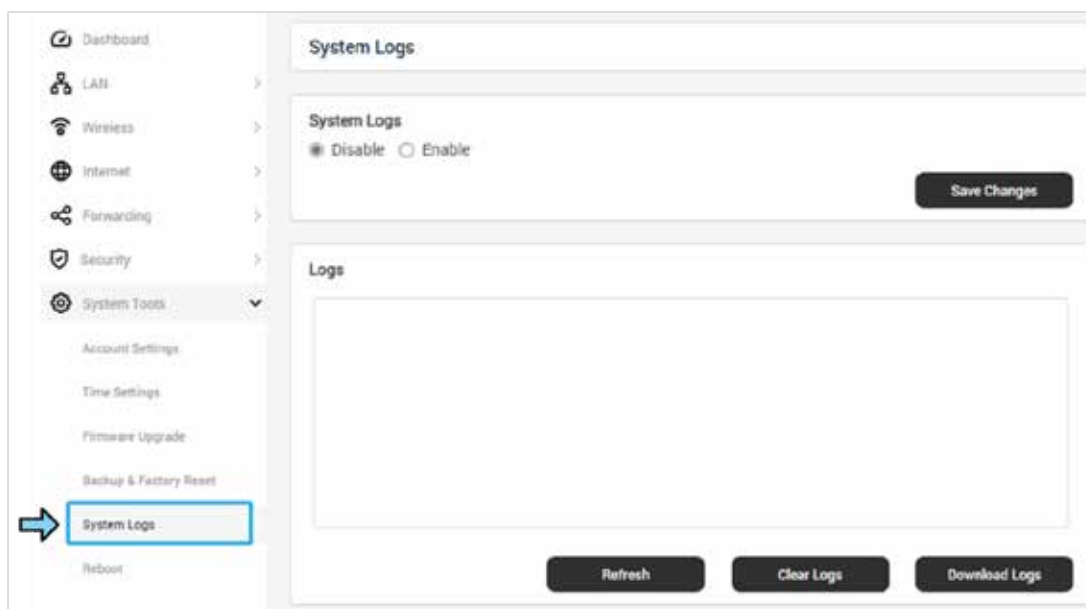 Dashboard
LAN
Wireless
Internet
Forwarding
Security
System Tools
Account Settings
Time Settings
Firmware Upgrade
Backup & Factory Reset
System Logs
Reboot
System Logs
System Logs
Disable Enable
Save Changes
Logs
Refresh Clear Logs Download Logs